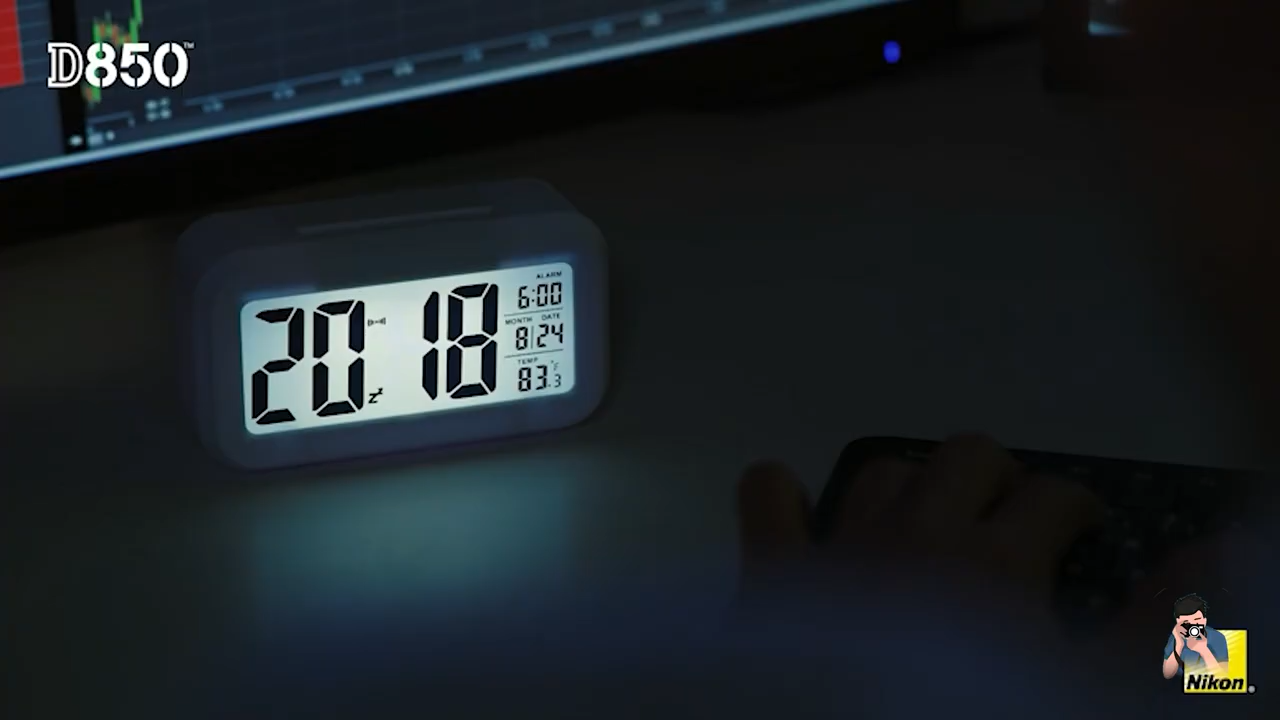 D850™
20 18
ALARM
6:00
MONTH DATE
8 24
TEMP
83.3 °F
Nikon